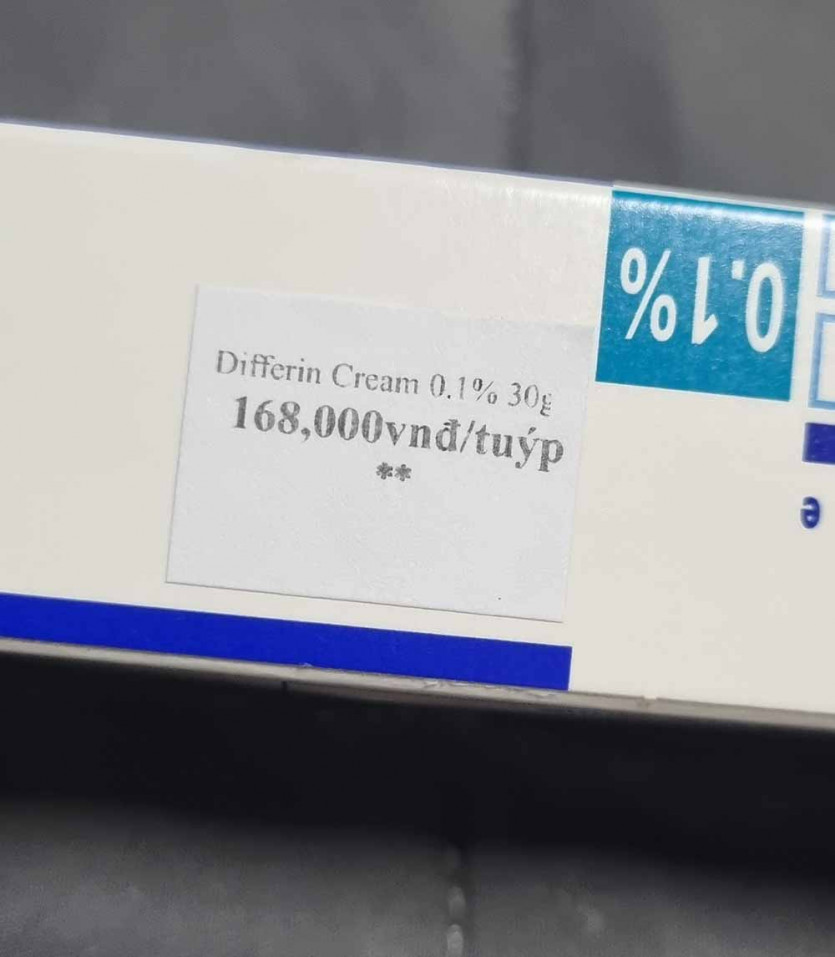 Differin Cream 0.1% 30g
168,000vnđ/tuýp
**
0.1%
e